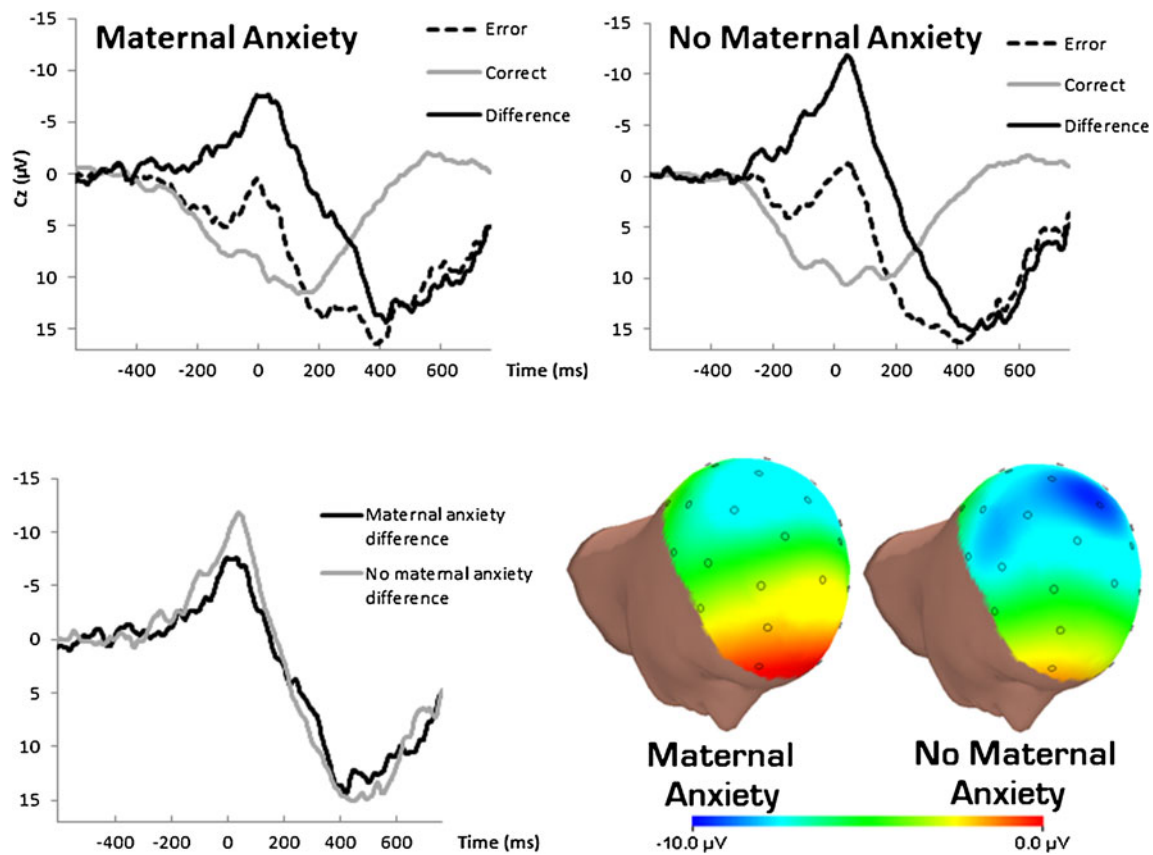 Maternal Anxiety
Error
Correct
Difference
-15
-10
-5
0
5
10
15
Cz (µV)
-400
-200
0
200
400
600
Time (ms)
No Maternal Anxiety
Error
Correct
Difference
-15
-10
-5
0
5
10
15
-400
-200
0
200
400
600
-15
-10
-5
0
5
10
15
Maternal anxiety
difference
No maternal anxiety
difference
-400
-200
0
200
400
600
Time (ms)
Maternal
Anxiety
No Maternal
Anxiety
-10.0 µV
0.0 µV